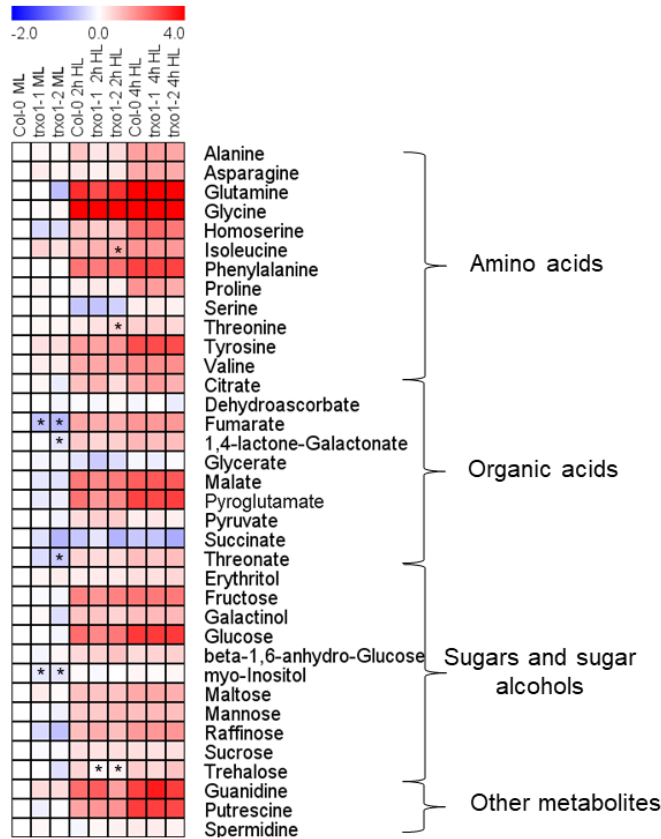 -2.0 0.0 4.0
Col-0 ML
trxo1-1 ML
trxo1-2 ML
Col-0 2h HL
trxo1-1 2h HL
trxo1-2 2h HL
Col-0 4h HL
trxo1-1 4h HL
trxo1-2 4h HL
Alanine
Asparagine
Glutamine
Glycine
Homoserine
* Isoleucine
Phenylalanine
Proline
Serine
* Threonine
Tyrosine
Valine
Amino acids
Citrate
Dehydroascorbate
* * Fumarate
* 1,4-lactone-Galactonate
Glycerate
Malate
Pyroglutamate
Pyruvate
Succinate
* Threonate
Organic acids
Erythritol
Fructose
Galactinol
Glucose
beta-1,6-anhydro-Glucose
* * myo-Inositol
Maltose
Mannose
Raffinose
Sucrose
* * Trehalose
Sugars and sugar
alcohols
Guanidine
Putrescine
Spermidine
Other metabolites